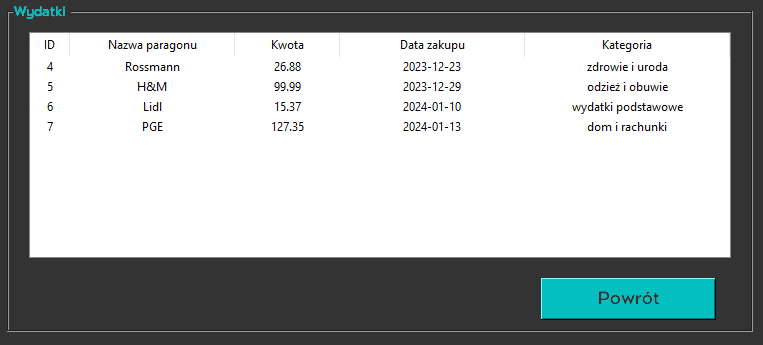 Wydatki
ID Nazwa paragonu Kwota Data zakupu Kategoria
4 Rossmann 26.88 2023-12-23 zdrowie i uroda
5 H&M 99.99 2023-12-29 odzież i obuwie
6 Lidl 15.37 2024-01-10 wydatki podstawowe
7 PGE 127.35 2024-01-13 dom i rachunki
Powrót